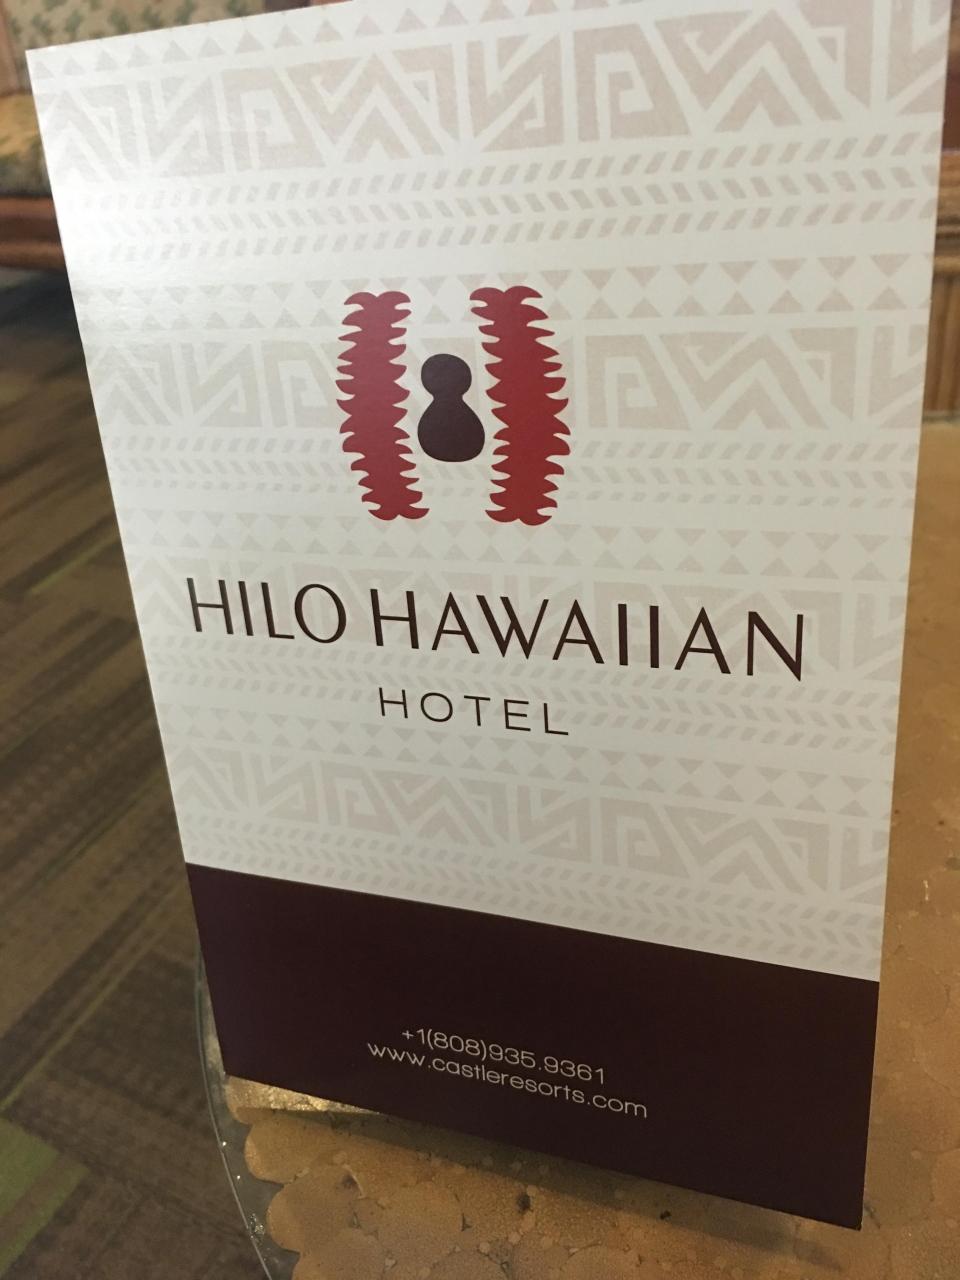 HILO HAWAIIAN
HOTEL
+1(808)935.9361
www.castleresorts.com